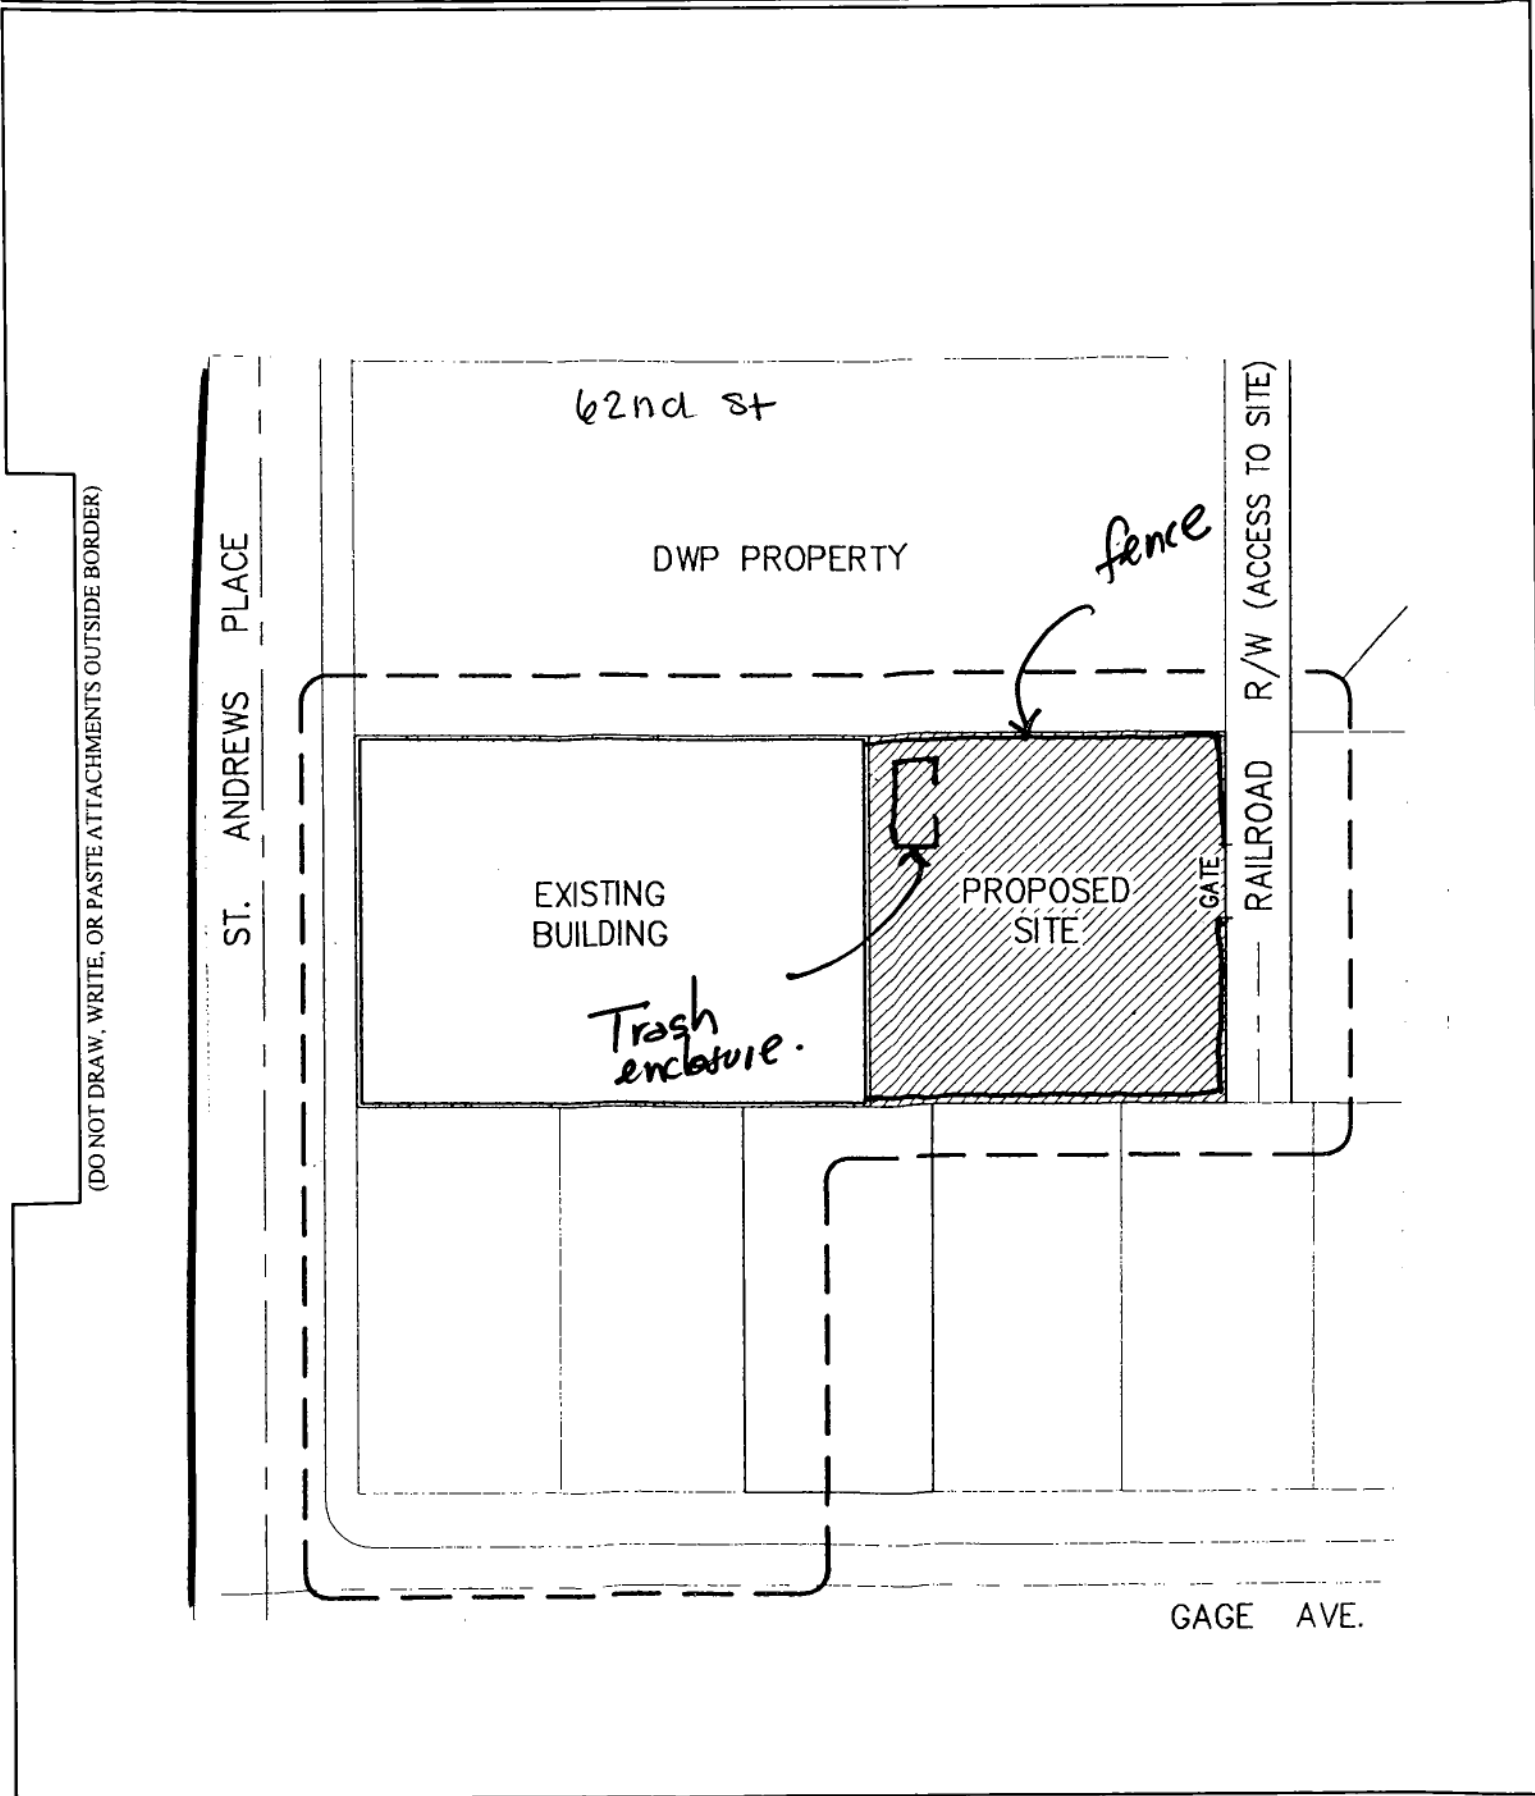 62nd St
DWP PROPERTY
fence
(DO NOT DRAW, WRITE, OR PASTE ATTACHMENTS OUTSIDE BORDER)
ST. ANDREWS PLACE
RAILROAD R/W (ACCESS TO SITE)
EXISTING
BUILDING
PROPOSED
SITE
GATE
Trash
enclosure.
GAGE AVE.